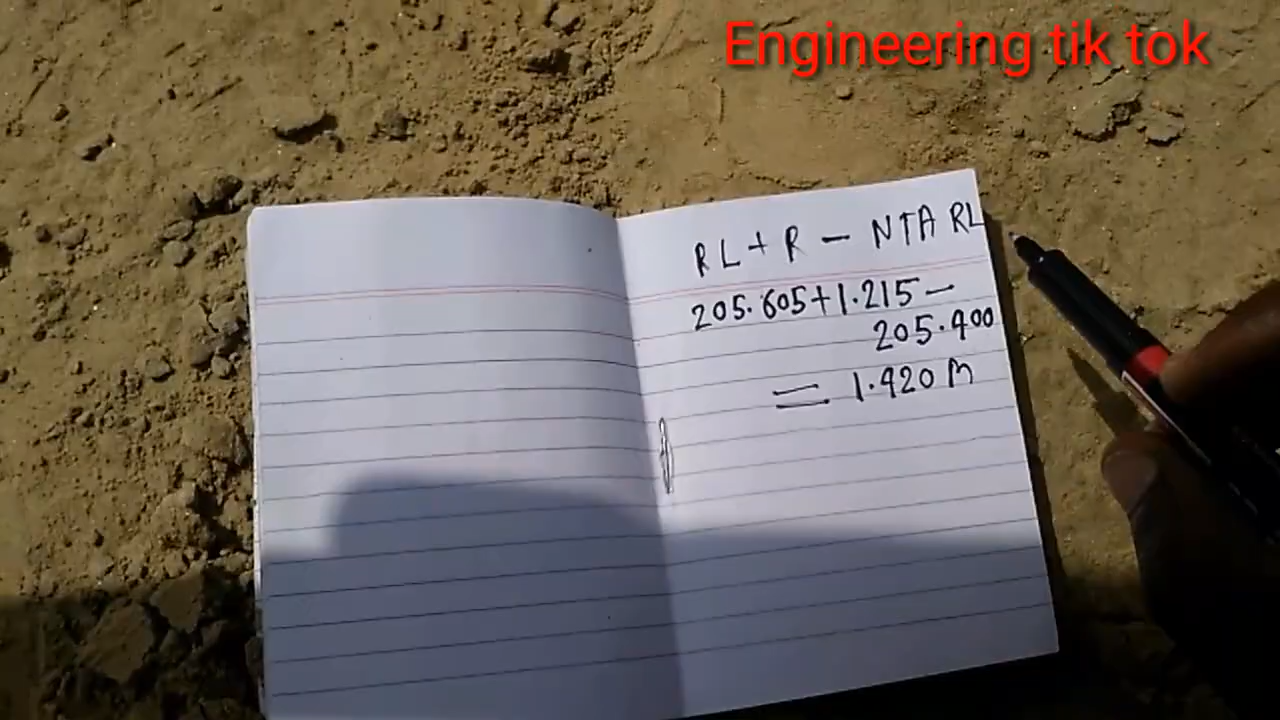 Engineering tik tok
RL + R - NTA RL
205.605+1.215-
205.400
= 1.420 M